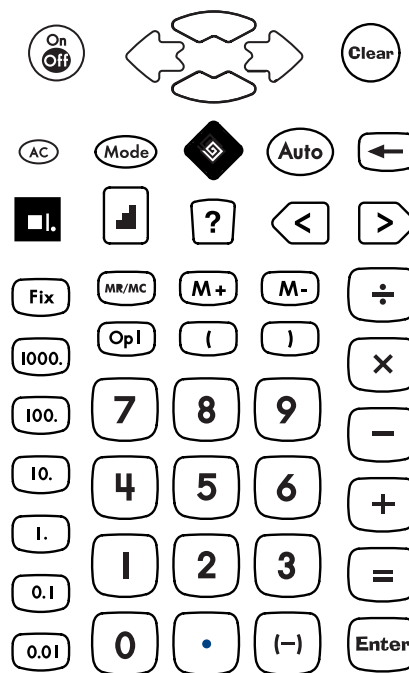 On
Off
Clear
AC
Mode
Auto
←
?
<
>
Fix
MR/MC
M+
M-
÷
Op1
(
)
1000.
×
7
8
9
100.
−
4
5
6
10.
+
1.
1
2
3
=
0.1
0
.
(−)
Enter
0.01